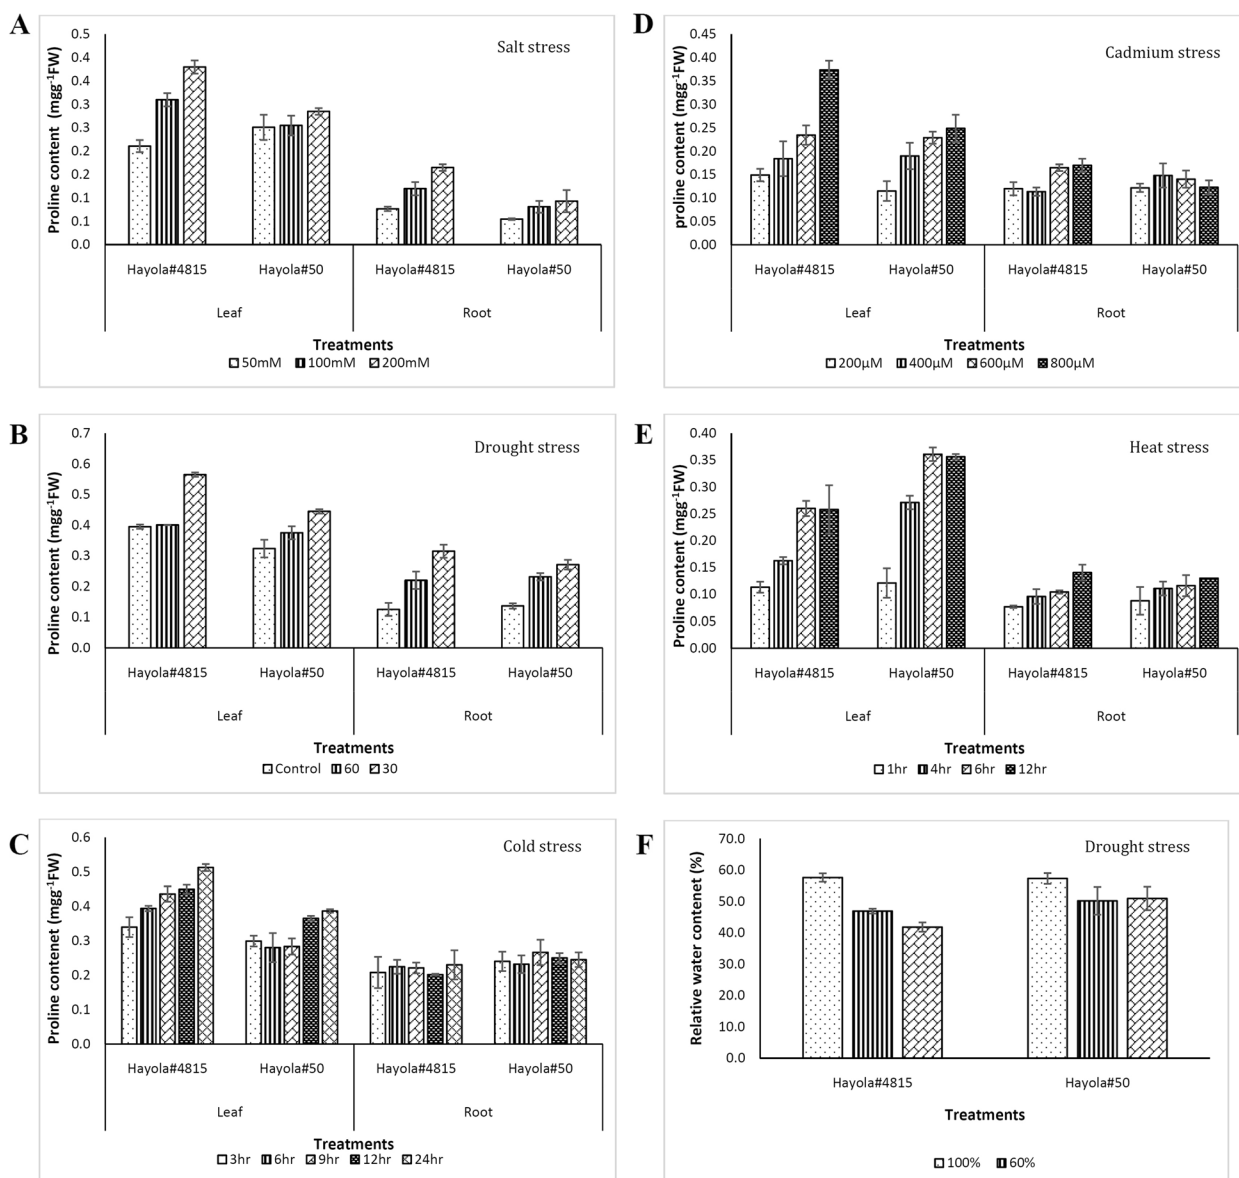 A
Salt stress
Proline content (mgg⁻¹FW)
0.5
0.4
0.4
0.3
0.3
0.2
0.2
0.1
0.1
0.0
Hayola#4815 Hayola#50 Hayola#4815 Hayola#50
Leaf Root
Treatments
50mM 100mM 200mM
B
Drought stress
Proline content (mgg⁻¹FW)
0.7
0.6
0.5
0.4
0.3
0.2
0.1
0.0
Hayola#4815 Hayola#50 Hayola#4815 Hayola#50
Leaf Root
Treatments
Control 60 30
C
Cold stress
Proline contenet (mgg⁻¹FW)
0.6
0.5
0.4
0.3
0.2
0.1
0.0
Hayola#4815 Hayola#50 Hayola#4815 Hayola#50
Leaf Root
Treatments
3hr 6hr 9hr 12hr 24hr
D
Cadmium stress
proline content (mgg⁻¹FW)
0.45
0.40
0.35
0.30
0.25
0.20
0.15
0.10
0.05
0.00
Hayola#4815 Hayola#50 Hayola#4815 Hayola#50
Leaf Root
Treatments
200μM 400μM 600μM 800μM
E
Heat stress
Proline content (mgg⁻¹FW)
0.40
0.35
0.30
0.25
0.20
0.15
0.10
0.05
0.00
Hayola#4815 Hayola#50 Hayola#4815 Hayola#50
Leaf Root
Treatments
1hr 4hr 6hr 12hr
F
Drought stress
Relative water contenet (%)
70.0
60.0
50.0
40.0
30.0
20.0
10.0
0.0
Hayola#4815 Hayola#50
Treatments
100% 60%